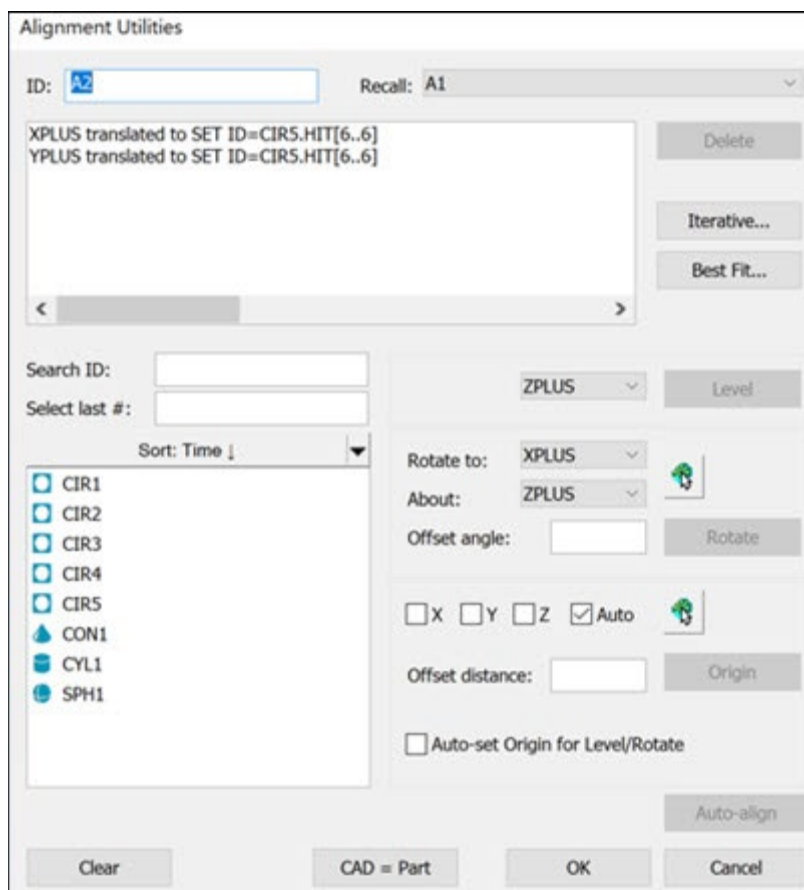 Alignment Utilities
ID: A2 Recall: A1
XPLUS translated to SET ID=CIR5.HIT[6..6]
YPLUS translated to SET ID=CIR5.HIT[6..6]
Delete
Iterative...
Best Fit...
Search ID:
Select last #:
ZPLUS Level
Sort: Time ↓
CIR1
CIR2
CIR3
CIR4
CIR5
CON1
CYL1
SPH1
Rotate to: XPLUS
About: ZPLUS
Offset angle: Rotate
X Y Z Auto
Offset distance: Origin
Auto-set Origin for Level/Rotate
Auto-align
Clear CAD = Part OK Cancel